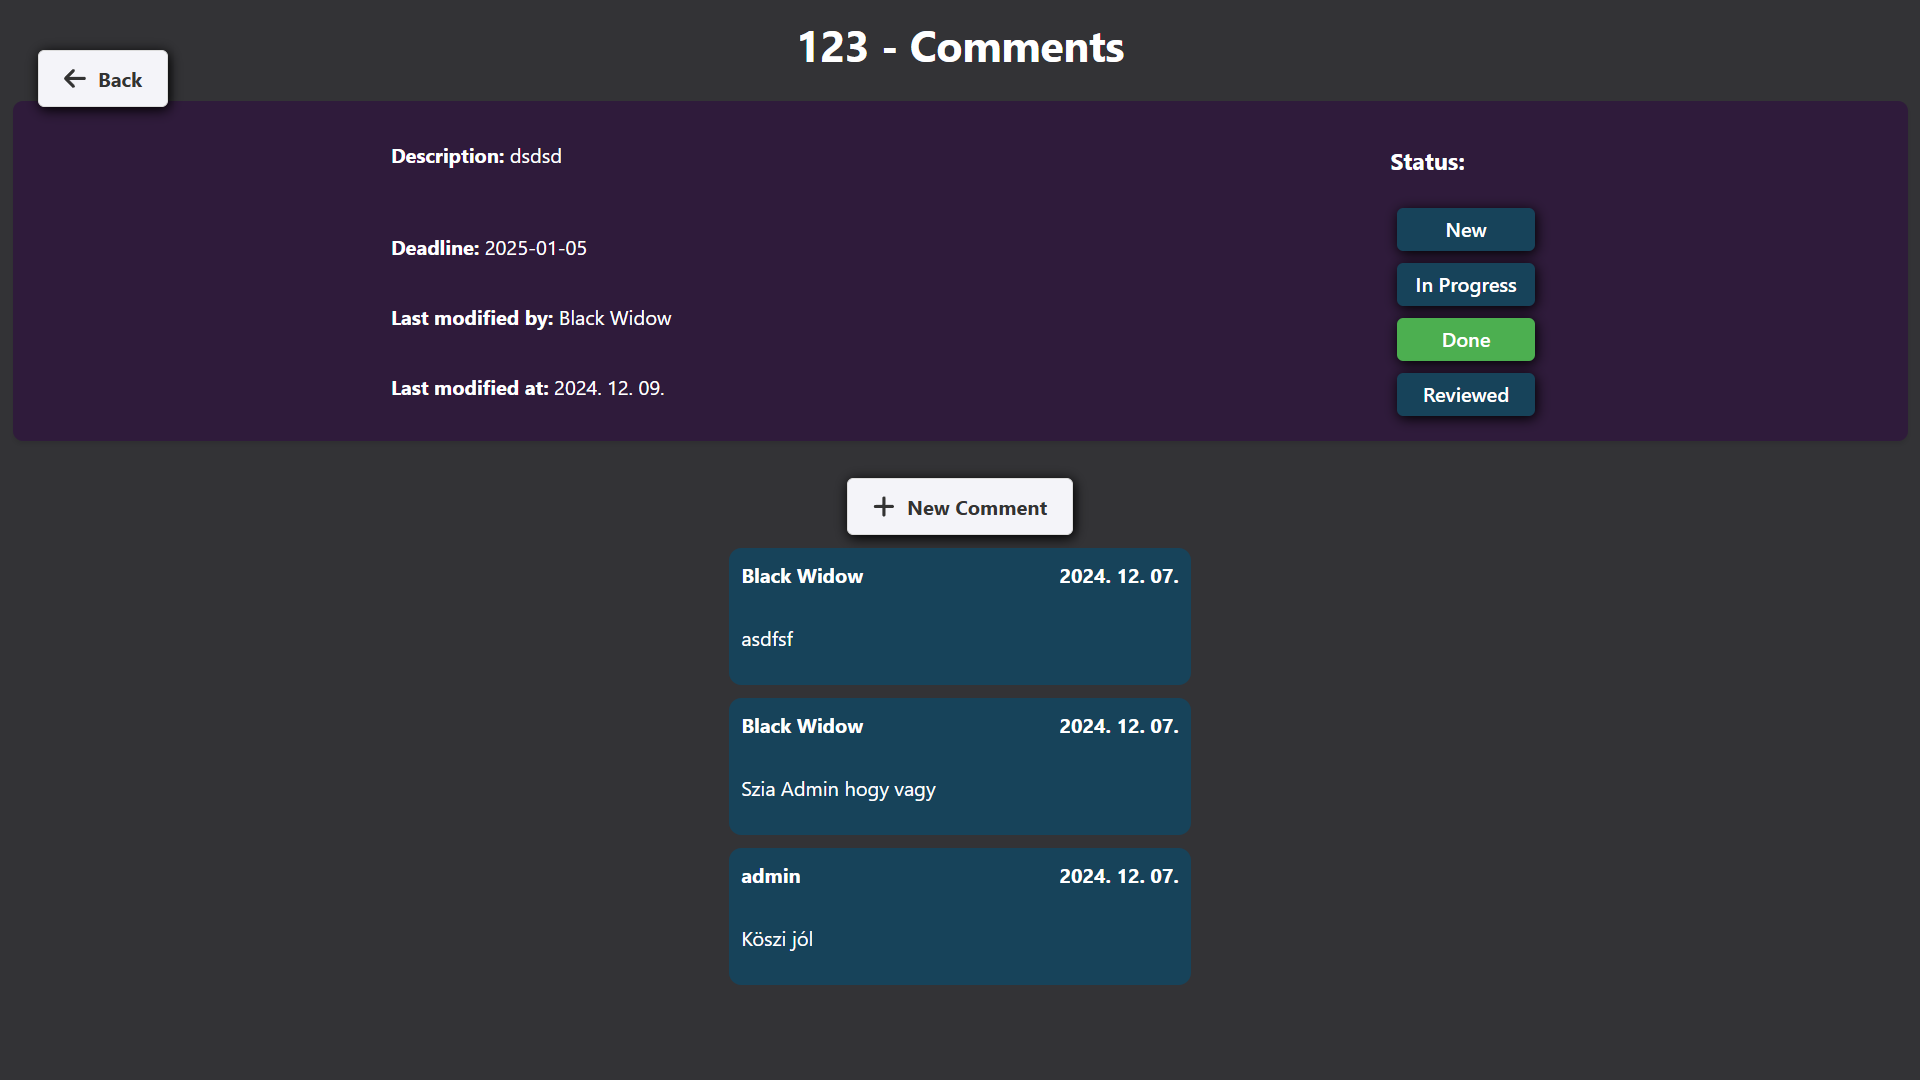 123 - Comments
Back
Description: dsdsd
Deadline: 2025-01-05
Last modified by: Black Widow
Last modified at: 2024. 12. 09.
Status:
New
In Progress
Done
Reviewed
New Comment
Black Widow 2024. 12. 07.
asdfsf
Black Widow 2024. 12. 07.
Szia Admin hogy vagy
admin 2024. 12. 07.
Köszi jól